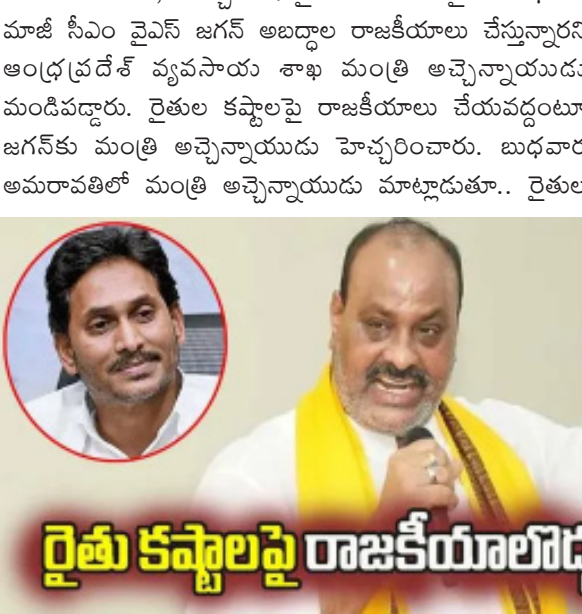 మాజీ సీఎం వైఎస్ జగన్ అబద్ధాల రాజకీయాలు చేస్తున్నారని
ఆంధ్రప్రదేశ్ వ్యవసాయ శాఖ మంత్రి అచ్చెన్నాయుడు
మండిపడ్డారు. రైతుల కష్టాలపై రాజకీయాలు చేయవద్దంటూ
జగన్‌కు మంత్రి అచ్చెన్నాయుడు హెచ్చరించారు. బుధవారం
అమరావతిలో మంత్రి అచ్చెన్నాయుడు మాట్లాడుతూ.. రైతుల
రైతు కష్టాలపై